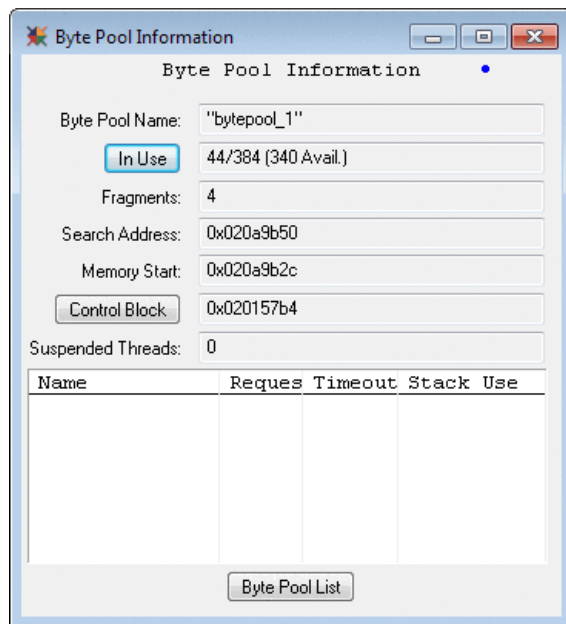 Byte Pool Information
Byte Pool Information
Byte Pool Name: "bytepool_1"
In Use 44/384 (340 Avail.)
Fragments: 4
Search Address: 0x020a9b50
Memory Start: 0x020a9b2c
Control Block 0x020157b4
Suspended Threads: 0
Name Reques Timeout Stack Use
Byte Pool List